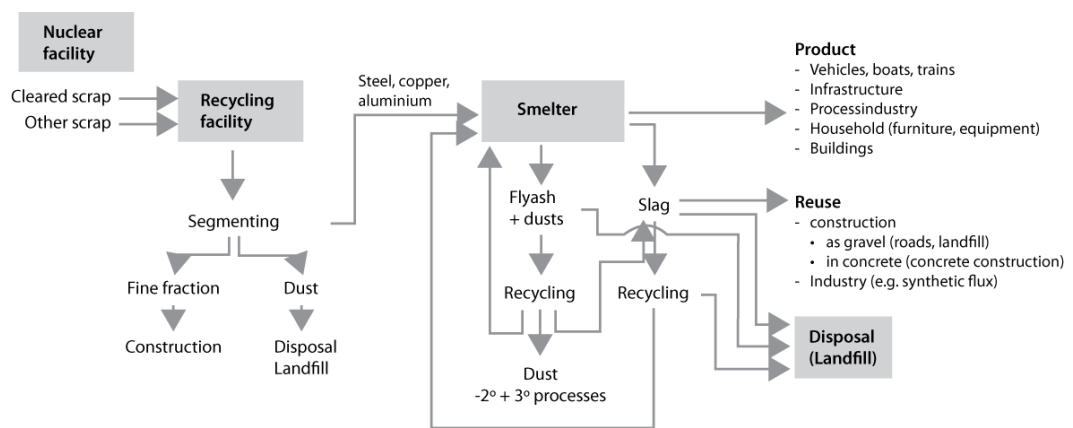 Nuclear
facility
Cleared scrap
Other scrap
Recycling
facility
Segmenting
Fine fraction
Dust
Construction
Disposal
Landfill
Steel, copper,
aluminium
Smelter
Flyash
+ dusts
Slag
Recycling
Recycling
Dust
-2º + 3º processes
Product
- Vehicles, boats, trains
- Infrastructure
- Processindustry
- Household (furniture, equipment)
- Buildings
Reuse
- construction
• as gravel (roads, landfill)
• in concrete (concrete construction)
- Industry (e.g. synthetic flux)
Disposal
(Landfill)